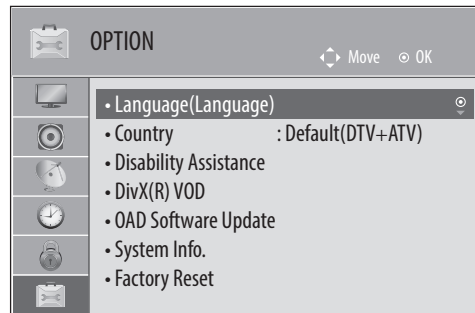 OPTION
Move OK
• Language(Language)
• Country : Default(DTV+ATV)
• Disability Assistance
• DivX(R) VOD
• OAD Software Update
• System Info.
• Factory Reset